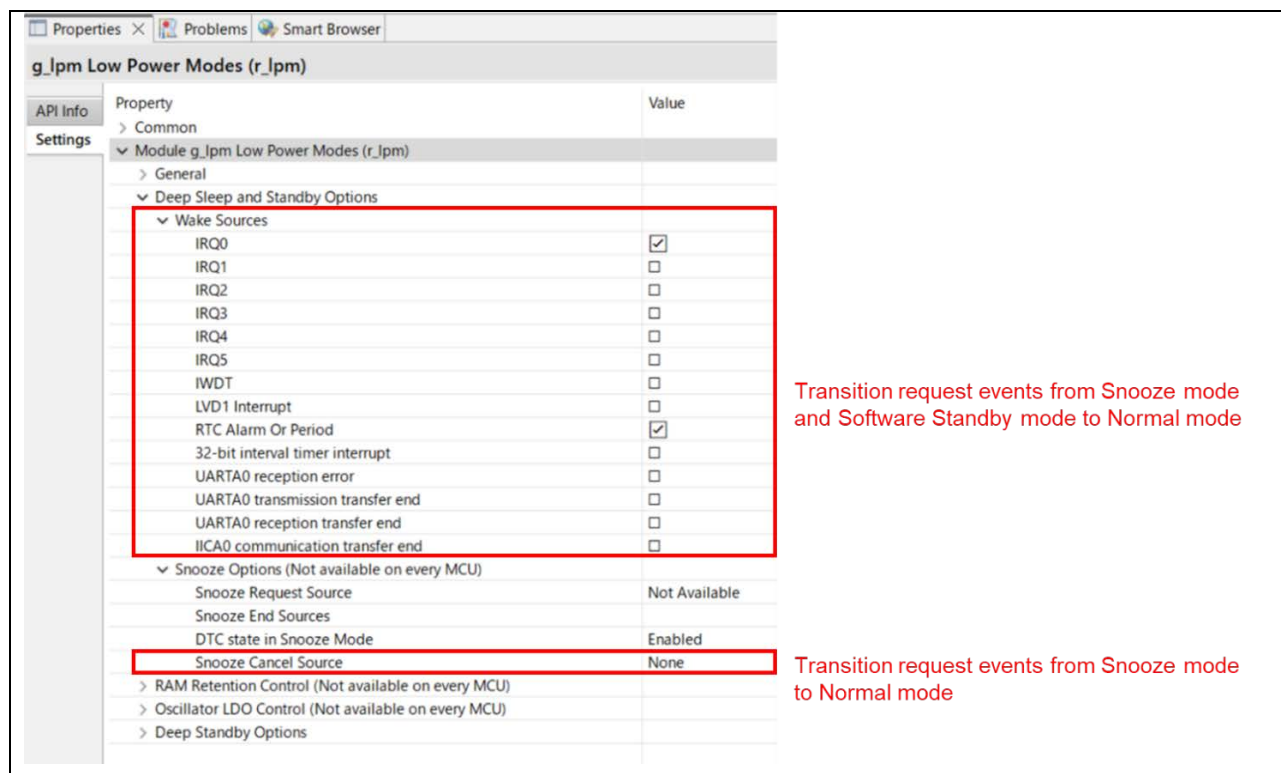 Properties Problems Smart Browser
g_lpm Low Power Modes (r_lpm)
API Info
Settings
Property Value
Common
Module g_lpm Low Power Modes (r_lpm)
General
Deep Sleep and Standby Options
Wake Sources
IRQ0
IRQ1
IRQ2
IRQ3
IRQ4
IRQ5
IWDT
LVD1 Interrupt
RTC Alarm Or Period
32-bit interval timer interrupt
UARTA0 reception error
UARTA0 transmission transfer end
UARTA0 reception transfer end
IICA0 communication transfer end
Transition request events from Snooze mode
and Software Standby mode to Normal mode
Snooze Options (Not available on every MCU)
Snooze Request Source Not Available
Snooze End Sources
DTC state in Snooze Mode Enabled
Snooze Cancel Source None
Transition request events from Snooze mode
to Normal mode
RAM Retention Control (Not available on every MCU)
Oscillator LDO Control (Not available on every MCU)
Deep Standby Options